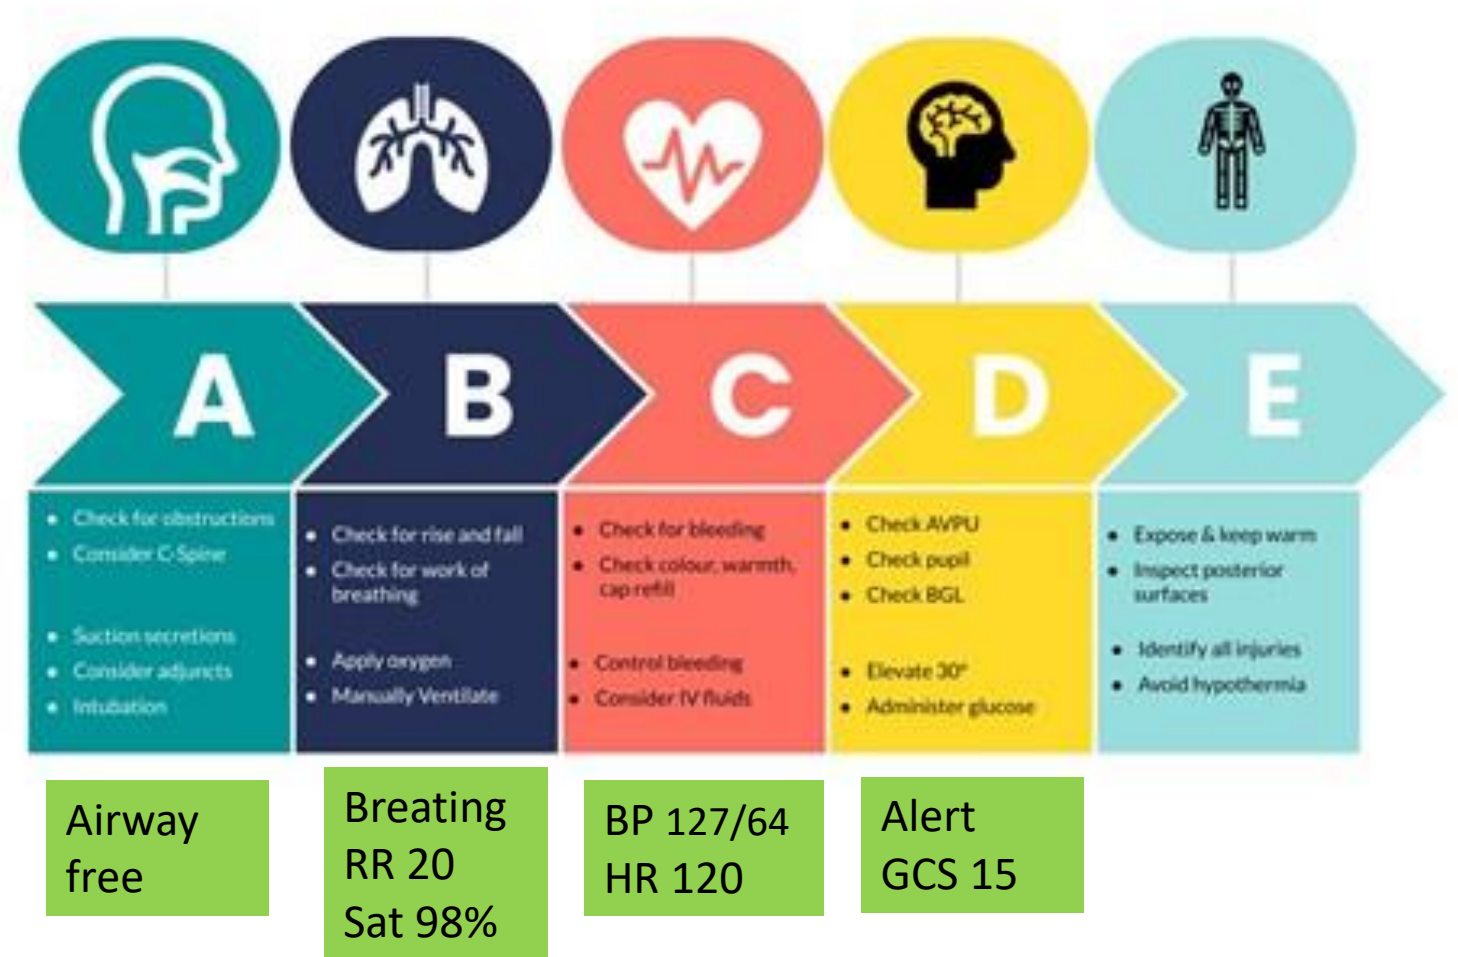 A
B
C
D
E
Check for obstructions
Consider C-Spine
Suction secretions
Consider adjuncts
Intubation
Check for rise and fall
Check for work of
breathing
Apply oxygen
Manually Ventilate
Check for bleeding
Check colour, warmth,
cap refill
Control bleeding
Consider IV fluids
Check AVPU
Check pupil
Check BGL
Elevate 30°
Administer glucose
Expose & keep warm
Inspect posterior
surfaces
Identify all injuries
Avoid hypothermia
Airway
free
Breating
RR 20
Sat 98%
BP 127/64
HR 120
Alert
GCS 15